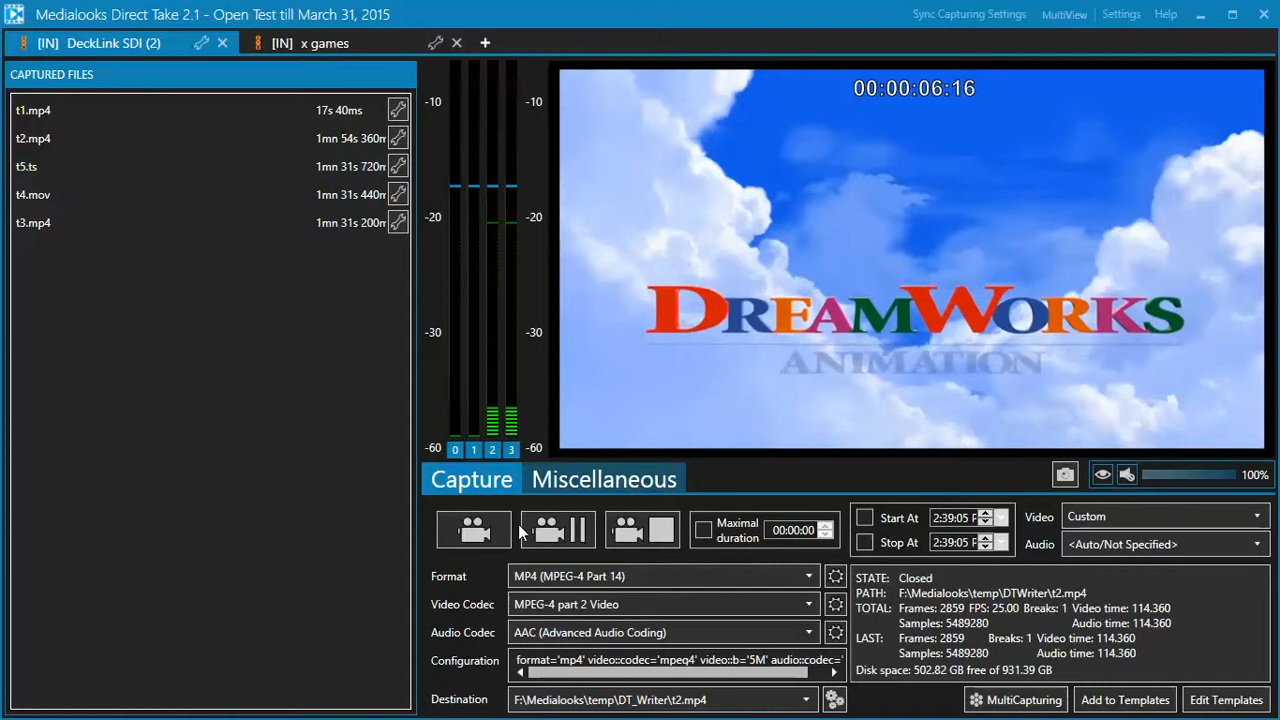 Medialooks Direct Take 2.1 - Open Test till March 31, 2015
Sync Capturing Settings MultiView Settings Help
[IN] DeckLink SDI (2)
[IN] x games
CAPTURED FILES
t1.mp4 17s 40ms
t2.mp4 1mn 54s 360m
t5.ts 1mn 31s 720m
t4.mov 1mn 31s 440m
t3.mp4 1mn 31s 200m
-10 -10
-20 -20
-30 -30
-60 -60
0 1 2 3
00:00:06:16
DREAMWORKS
ANIMATION
Capture Miscellaneous
100%
Maximal
duration
00:00:00
Start At 2:39:05 P
Stop At 2:39:05 P
Video Custom
Audio <Auto/Not Specified>
Format MP4 (MPEG-4 Part 14)
Video Codec MPEG-4 part 2 Video
Audio Codec AAC (Advanced Audio Coding)
Configuration format='mp4' video::codec='mpeg4' video::b='5M' audio::codec='
Destination F:\Medialooks\temp\DT_Writer\t2.mp4
STATE: Closed
PATH: F:\Medialooks\temp\DTWriter\t2.mp4
TOTAL: Frames: 2859 FPS: 25.00 Breaks: 1 Video time: 114.360
Samples: 5489280 Audio time: 114.360
LAST: Frames: 2859 Breaks: 1 Video time: 114.360
Samples: 5489280 Audio time: 114.360
Disk space: 502.82 GB free of 931.39 GB
MultiCapturing Add to Templates Edit Templates